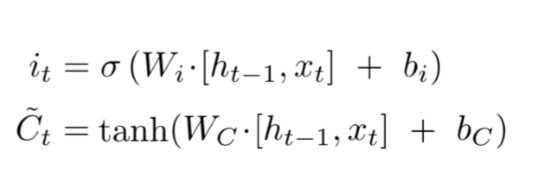 i_t = σ (W_i·[h_{t−1}, x_t] + b_i)
C̃_t = tanh(W_C·[h_{t−1}, x_t] + b_C)